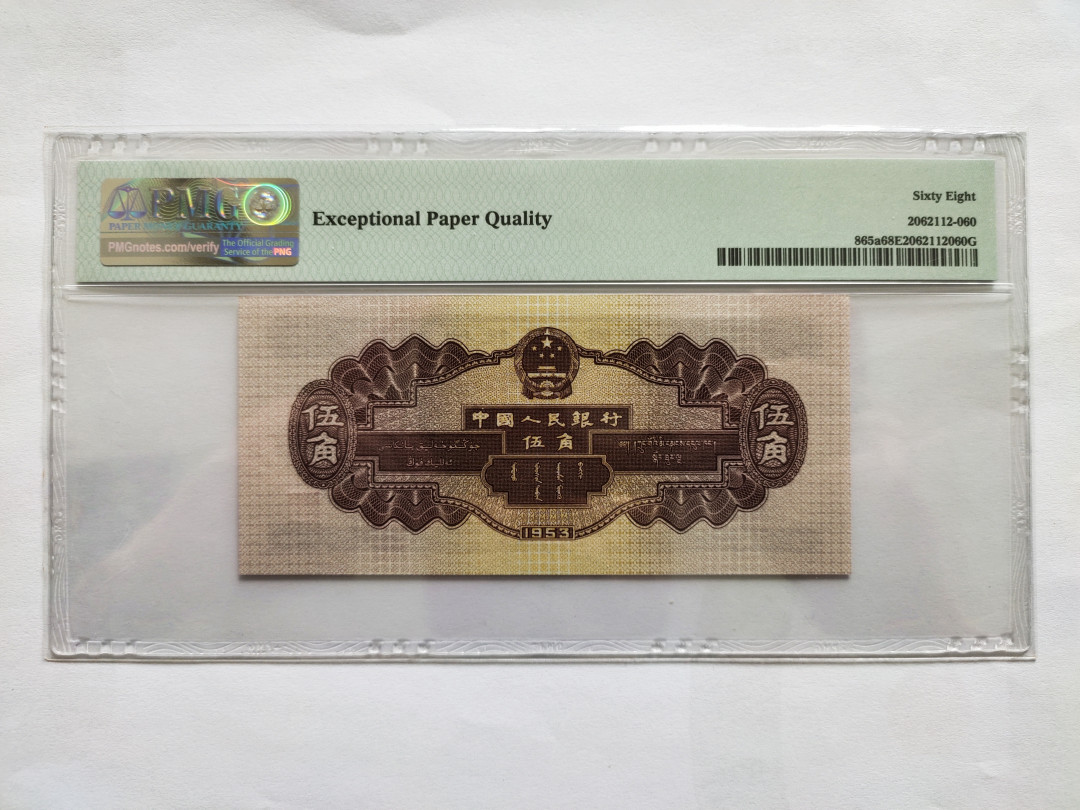 PMG
PAPER MONEY GUARANTY
PMGnotes.com/verify
The Official Grading
Service of the PNG
Exceptional Paper Quality
Sixty Eight
2062112-060
865a68E2062112060G
中國人民銀行
伍角
伍角
伍角
1953